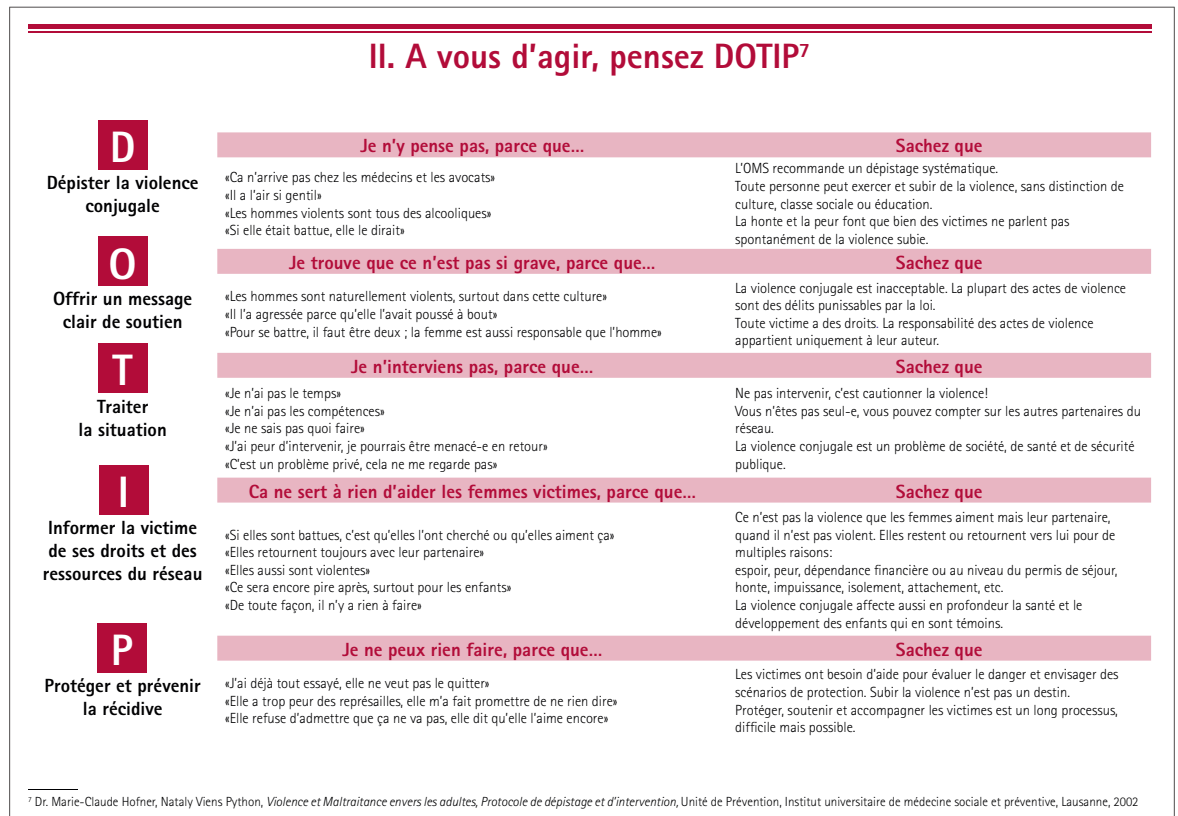 II. A vous d'agir, pensez DOTIP⁷
D
Dépister la violence
conjugale
Je n'y pense pas, parce que...
«Ca n'arrive pas chez les médecins et les avocats»
«Il a l'air si gentil»
«Les hommes violents sont tous des alcooliques»
«Si elle était battue, elle le dirait»
Sachez que
L'OMS recommande un dépistage systématique.
Toute personne peut exercer et subir de la violence, sans distinction de
culture, classe sociale ou éducation.
La honte et la peur font que bien des victimes ne parlent pas
spontanément de la violence subie.
O
Offrir un message
clair de soutien
Je trouve que ce n'est pas si grave, parce que...
«Les hommes sont naturellement violents, surtout dans cette culture»
«Il l'a agressée parce qu'elle l'avait poussé à bout»
«Pour se battre, il faut être deux ; la femme est aussi responsable que l'homme»
Sachez que
La violence conjugale est inacceptable. La plupart des actes de violence
sont des délits punissables par la loi.
Toute victime a des droits. La responsabilité des actes de violence
appartient uniquement à leur auteur.
T
Traiter
la situation
Je n'interviens pas, parce que...
«Je n'ai pas le temps»
«Je n'ai pas les compétences»
«Je ne sais pas quoi faire»
«J'ai peur d'intervenir, je pourrais être menacé-e en retour»
«C'est un problème privé, cela ne me regarde pas»
Sachez que
Ne pas intervenir, c'est cautionner la violence!
Vous n'êtes pas seul-e, vous pouvez compter sur les autres partenaires du
réseau.
La violence conjugale est un problème de société, de santé et de sécurité
publique.
I
Informer la victime
de ses droits et des
ressources du réseau
Ca ne sert à rien d'aider les femmes victimes, parce que...
«Si elles sont battues, c'est qu'elles l'ont cherché ou qu'elles aiment ça»
«Elles retournent toujours avec leur partenaire»
«Elles aussi sont violentes»
«Ce sera encore pire après, surtout pour les enfants»
«De toute façon, il n'y a rien à faire»
Sachez que
Ce n'est pas la violence que les femmes aiment mais leur partenaire,
quand il n'est pas violent. Elles restent ou retournent vers lui pour de
multiples raisons:
espoir, peur, dépendance financière ou au niveau du permis de séjour,
honte, impuissance, isolement, attachement, etc.
La violence conjugale affecte aussi en profondeur la santé et le
développement des enfants qui en sont témoins.
P
Protéger et prévenir
la récidive
Je ne peux rien faire, parce que...
«J'ai déjà tout essayé, elle ne veut pas le quitter»
«Elle a trop peur des représailles, elle m'a fait promettre de ne rien dire»
«Elle refuse d'admettre que ça ne va pas, elle dit qu'elle l'aime encore»
Sachez que
Les victimes ont besoin d'aide pour évaluer le danger et envisager des
scénarios de protection. Subir la violence n'est pas un destin.
Protéger, soutenir et accompagner les victimes est un long processus,
difficile mais possible.
⁷ Dr. Marie-Claude Hofner, Nataly Viens Python, Violence et Maltraitance envers les adultes, Protocole de dépistage et d'intervention, Unité de Prévention, Institut universitaire de médecine sociale et préventive, Lausanne, 2002